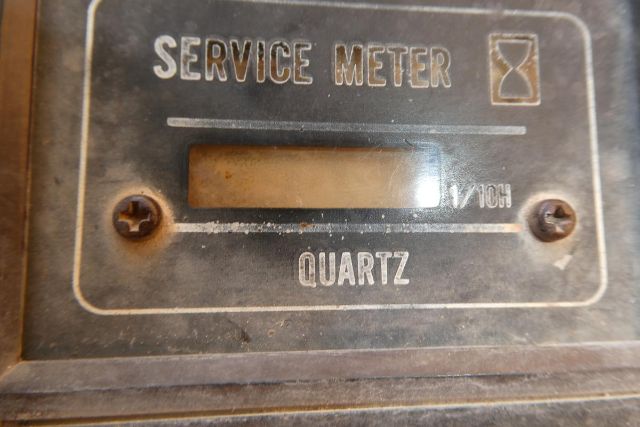 SERVICE METER
1/10H
QUARTZ